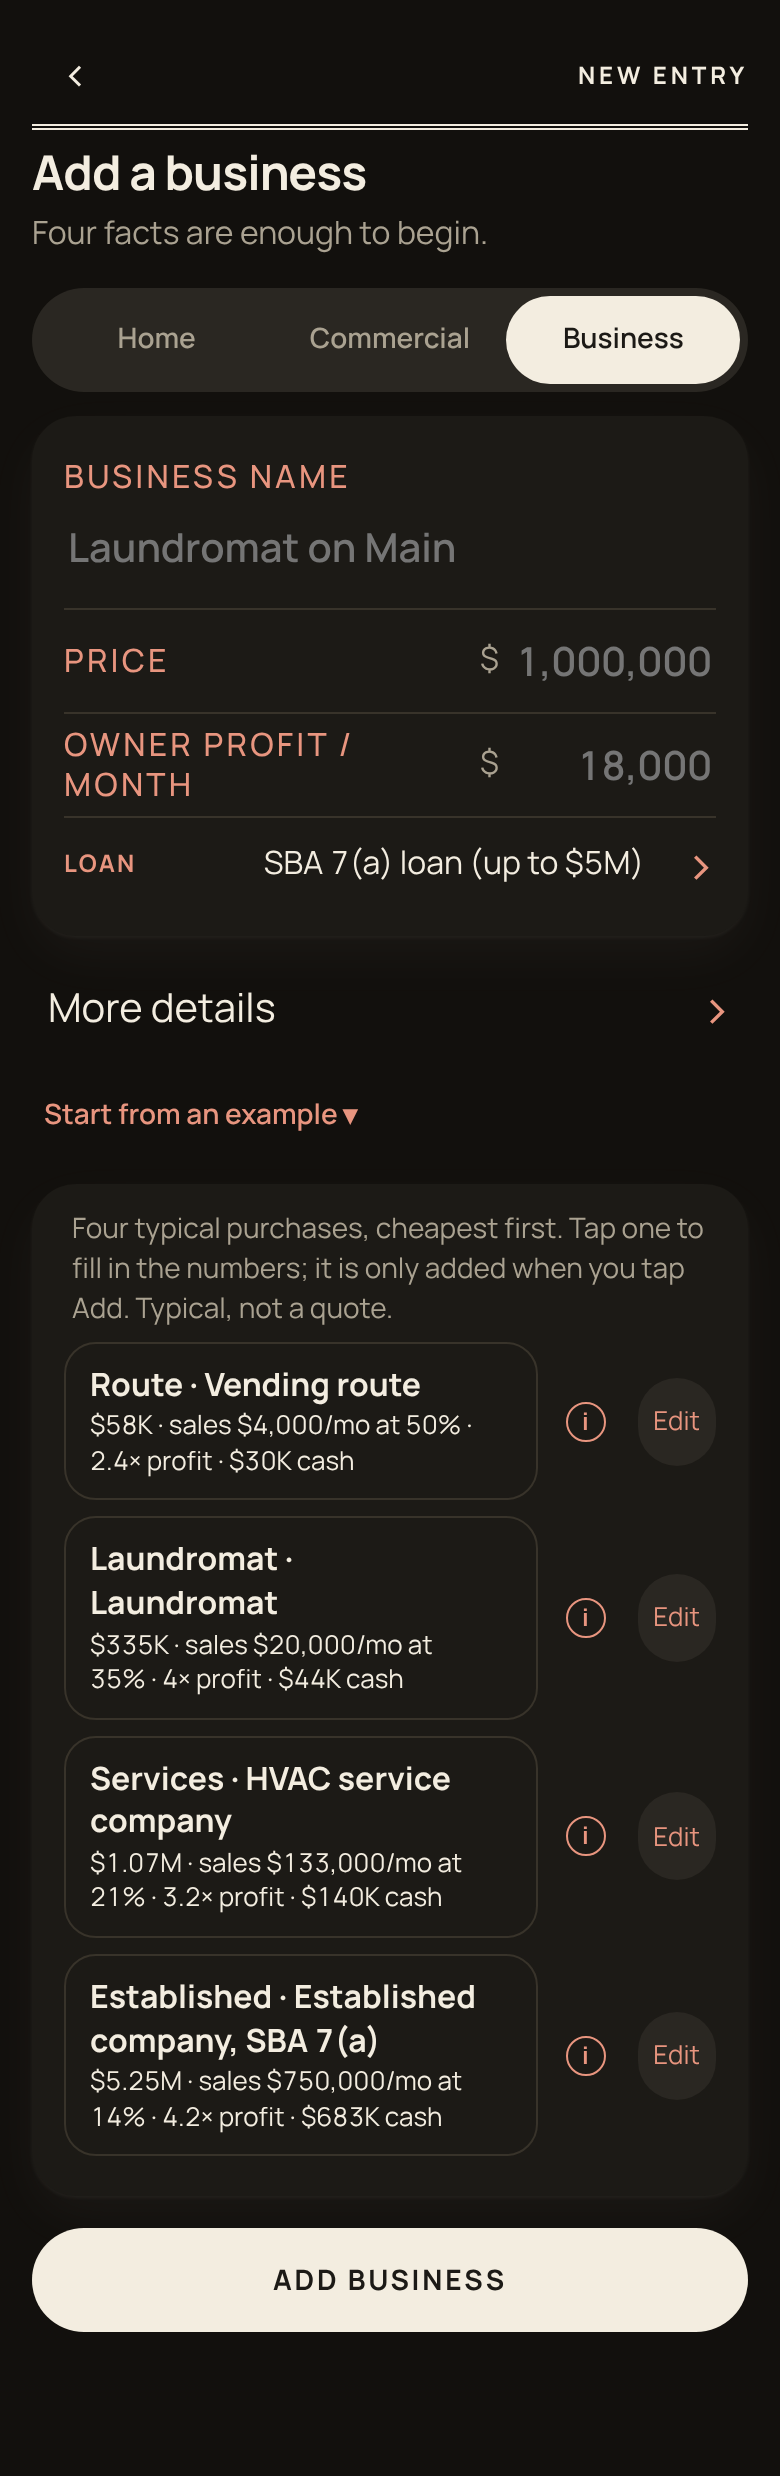 NEW ENTRY
Add a business
Four facts are enough to begin.
Home
Commercial
Business
BUSINESS NAME
Laundromat on Main
PRICE
$ 1,000,000
OWNER PROFIT /
MONTH
$ 18,000
LOAN
SBA 7(a) loan (up to $5M)
More details
Start from an example ▾
Four typical purchases, cheapest first. Tap one to
fill in the numbers; it is only added when you tap
Add. Typical, not a quote.
Route · Vending route
$58K · sales $4,000/mo at 50% ·
2.4× profit · $30K cash
i
Edit
Laundromat ·
Laundromat
$335K · sales $20,000/mo at
35% · 4× profit · $44K cash
i
Edit
Services · HVAC service
company
$1.07M · sales $133,000/mo at
21% · 3.2× profit · $140K cash
i
Edit
Established · Established
company, SBA 7(a)
$5.25M · sales $750,000/mo at
14% · 4.2× profit · $683K cash
i
Edit
ADD BUSINESS